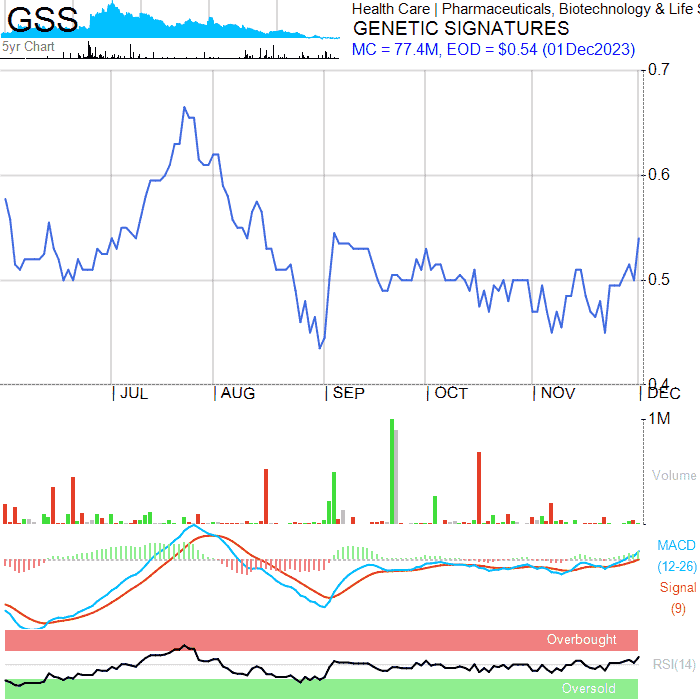 GSS
Health Care | Pharmaceuticals, Biotechnology & Life S
GENETIC SIGNATURES
5yr Chart
MC = 77.4M, EOD = $0.54 (01Dec2023)
0.7
0.6
0.5
0.4
| JUL | AUG | SEP | OCT | NOV | DEC
1M
Volume
MACD
(12-26)
Signal
(9)
Overbought
RSI(14)
Oversold